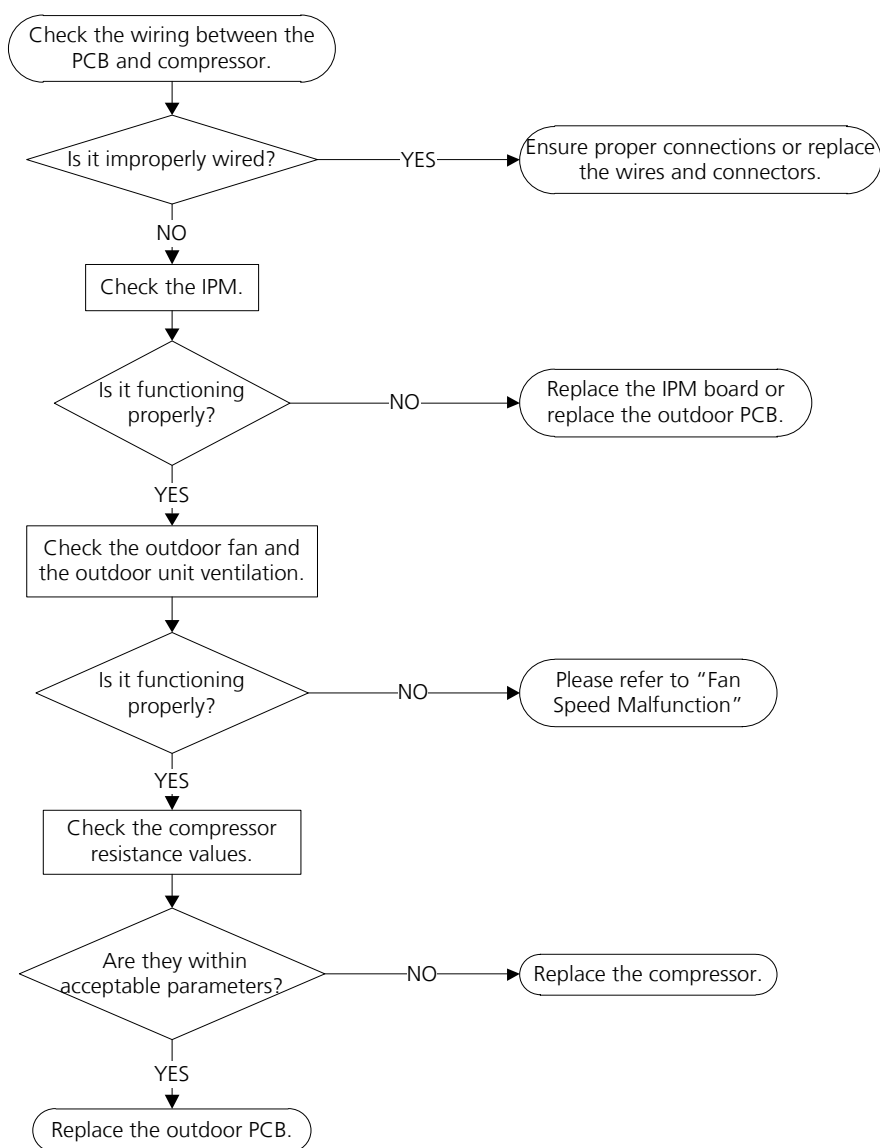 Check the wiring between the
PCB and compressor.
Is it improperly wired?
YES
Ensure proper connections or replace
the wires and connectors.
NO
Check the IPM.
Is it functioning
properly?
NO
Replace the IPM board or
replace the outdoor PCB.
YES
Check the outdoor fan and
the outdoor unit ventilation.
Is it functioning
properly?
NO
Please refer to “Fan
Speed Malfunction”
YES
Check the compressor
resistance values.
Are they within
acceptable parameters?
NO
Replace the compressor.
YES
Replace the outdoor PCB.